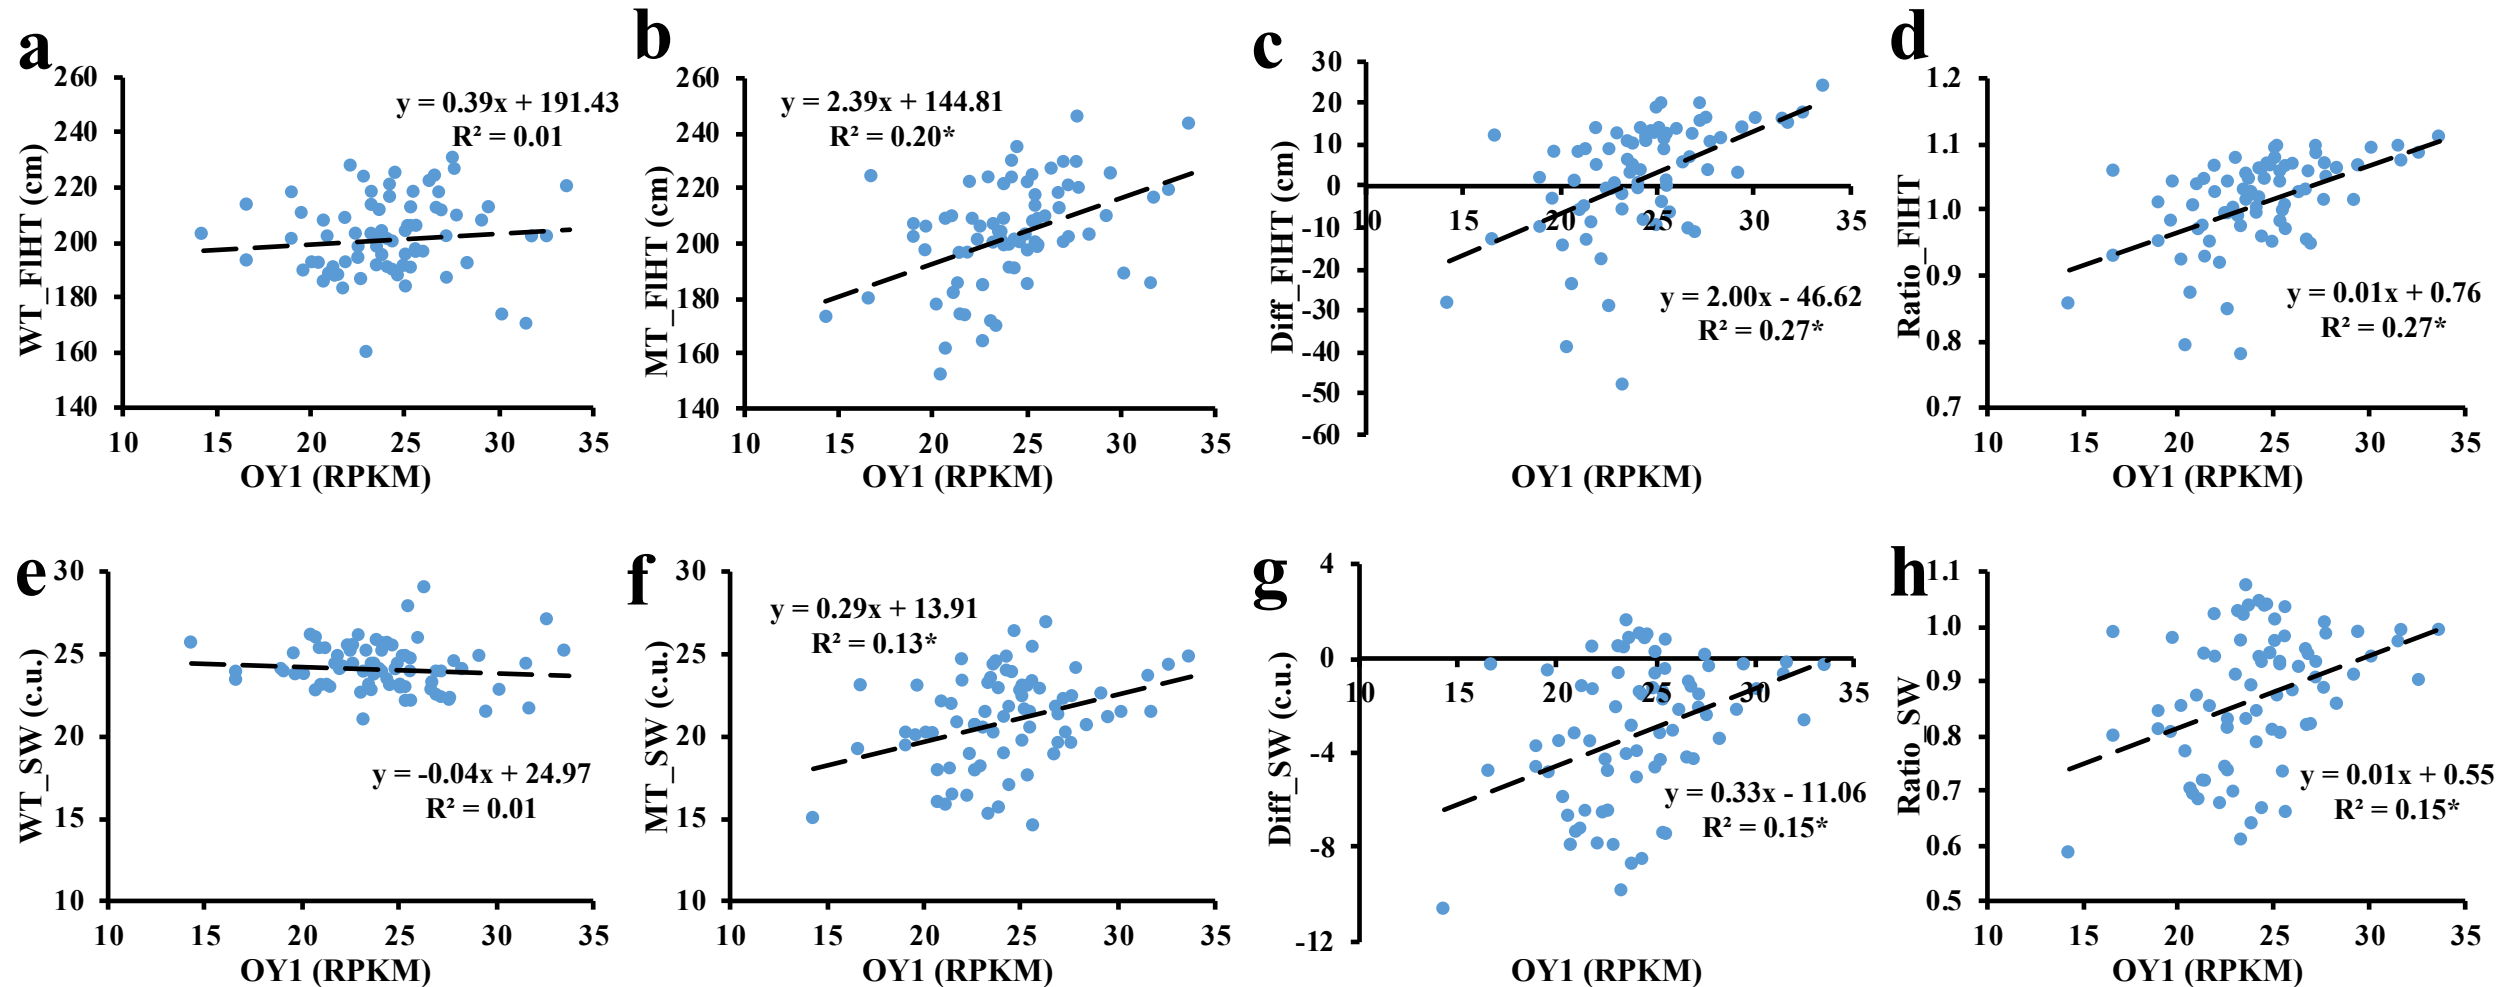 a
260
240
220
200
180
160
140
WT_FlHT (cm)
y = 0.39x + 191.43
R² = 0.01
10 15 20 25 30 35
OY1 (RPKM)
b
260
240
220
200
180
160
140
MT_FlHT (cm)
y = 2.39x + 144.81
R² = 0.20*
10 15 20 25 30 35
OY1 (RPKM)
c
30
20
10
0
-10
-20
-30
-40
-50
-60
Diff_FlHT (cm)
10 15 20 25 30 35
y = 2.00x - 46.62
R² = 0.27*
OY1 (RPKM)
d
1.2
1.1
1.0
0.9
0.8
0.7
Ratio_FlHT
y = 0.01x + 0.76
R² = 0.27*
10 15 20 25 30 35
OY1 (RPKM)
e
30
25
20
15
10
WT_SW (c.u.)
y = -0.04x + 24.97
R² = 0.01
10 15 20 25 30 35
OY1 (RPKM)
f
30
25
20
15
10
MT_SW (c.u.)
y = 0.29x + 13.91
R² = 0.13*
10 15 20 25 30 35
OY1 (RPKM)
g
4
0
-4
-8
-12
Diff_SW (c.u.)
10 15 20 25 30 35
y = 0.33x - 11.06
R² = 0.15*
OY1 (RPKM)
h
1.1
1.0
0.9
0.8
0.7
0.6
0.5
Ratio_SW
y = 0.01x + 0.55
R² = 0.15*
10 15 20 25 30 35
OY1 (RPKM)